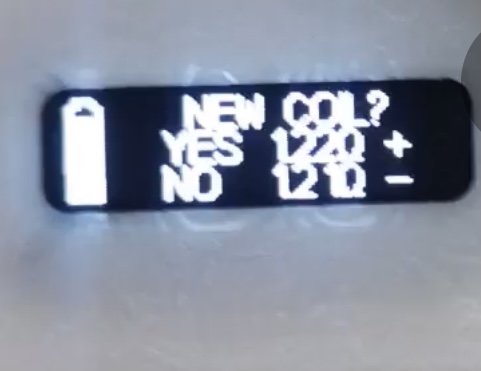 NEW COIL?
YES 1.22Ω +
NO 1.21Ω −